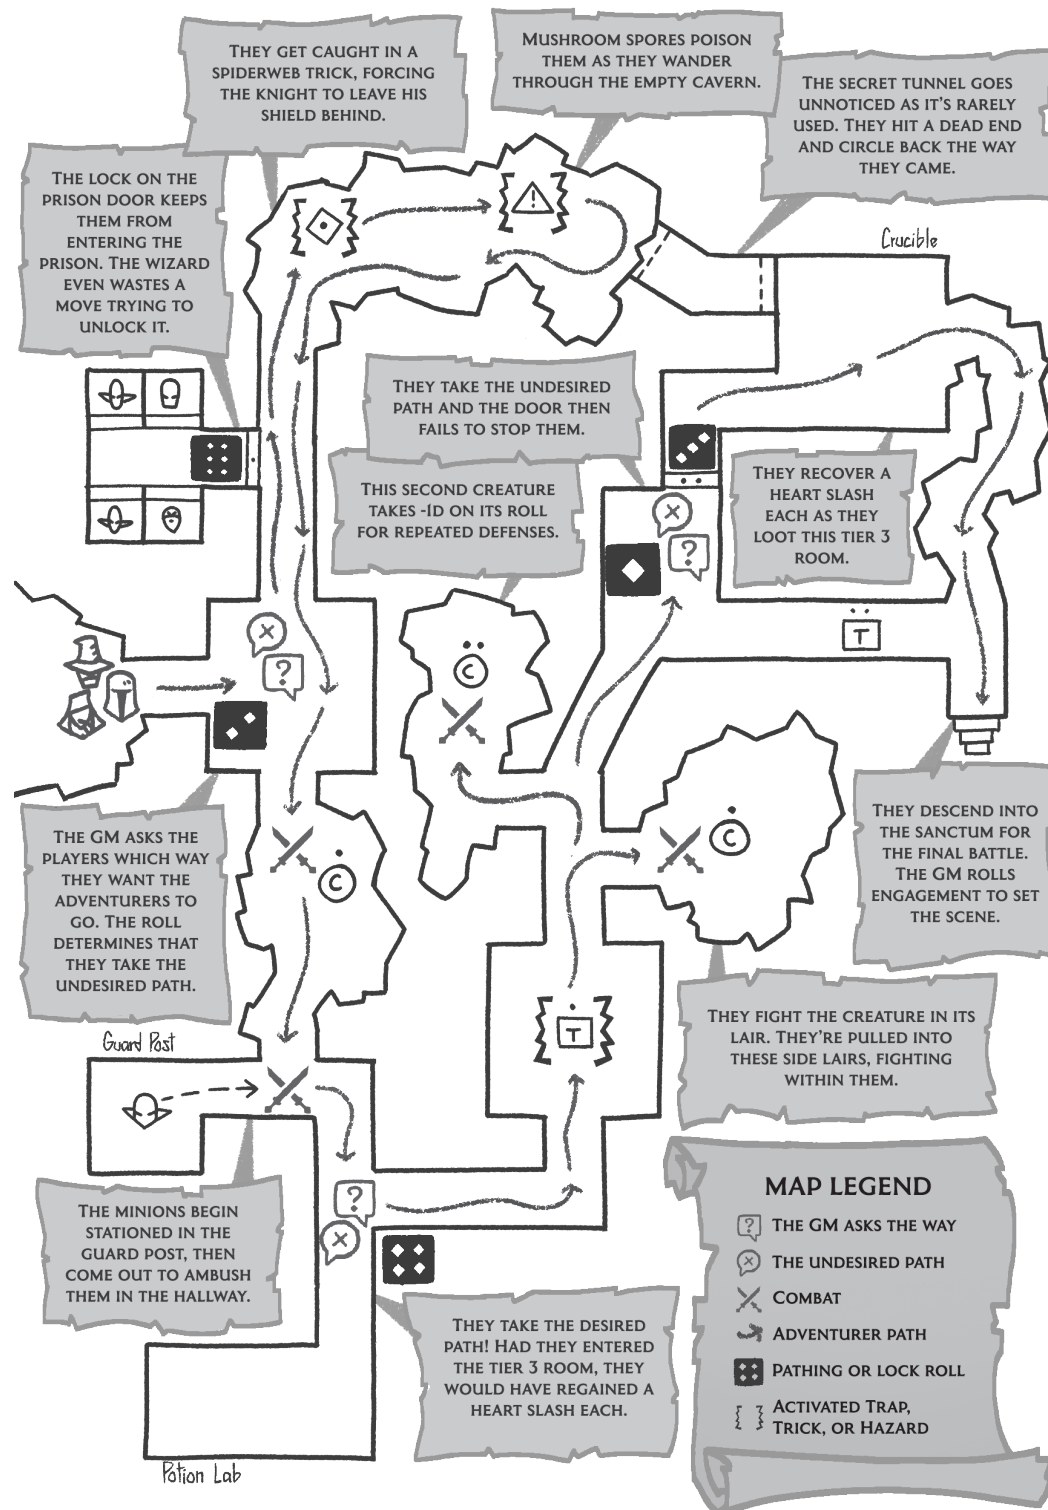 THEY GET CAUGHT IN A
SPIDERWEB TRICK, FORCING
THE KNIGHT TO LEAVE HIS
SHIELD BEHIND.
MUSHROOM SPORES POISON
THEM AS THEY WANDER
THROUGH THE EMPTY CAVERN.
THE SECRET TUNNEL GOES
UNNOTICED AS IT'S RARELY
USED. THEY HIT A DEAD END
AND CIRCLE BACK THE WAY
THEY CAME.
THE LOCK ON THE
PRISON DOOR KEEPS
THEM FROM
ENTERING THE
PRISON. THE WIZARD
EVEN WASTES A
MOVE TRYING TO
UNLOCK IT.
Crucible
THEY TAKE THE UNDESIRED
PATH AND THE DOOR THEN
FAILS TO STOP THEM.
THIS SECOND CREATURE
TAKES -1D ON ITS ROLL
FOR REPEATED DEFENSES.
THEY RECOVER A
HEART SLASH
EACH AS THEY
LOOT THIS TIER 3
ROOM.
?
?
T
C
C
C
T
?
THE GM ASKS THE
PLAYERS WHICH WAY
THEY WANT THE
ADVENTURERS TO
GO. THE ROLL
DETERMINES THAT
THEY TAKE THE
UNDESIRED PATH.
THEY DESCEND INTO
THE SANCTUM FOR
THE FINAL BATTLE.
THE GM ROLLS
ENGAGEMENT TO SET
THE SCENE.
THEY FIGHT THE CREATURE IN ITS
LAIR. THEY'RE PULLED INTO
THESE SIDE LAIRS, FIGHTING
WITHIN THEM.
Guard Post
THE MINIONS BEGIN
STATIONED IN THE
GUARD POST, THEN
COME OUT TO AMBUSH
THEM IN THE HALLWAY.
THEY TAKE THE DESIRED
PATH! HAD THEY ENTERED
THE TIER 3 ROOM, THEY
WOULD HAVE REGAINED A
HEART SLASH EACH.
Potion Lab
MAP LEGEND
? THE GM ASKS THE WAY
THE UNDESIRED PATH
COMBAT
ADVENTURER PATH
PATHING OR LOCK ROLL
ACTIVATED TRAP,
TRICK, OR HAZARD